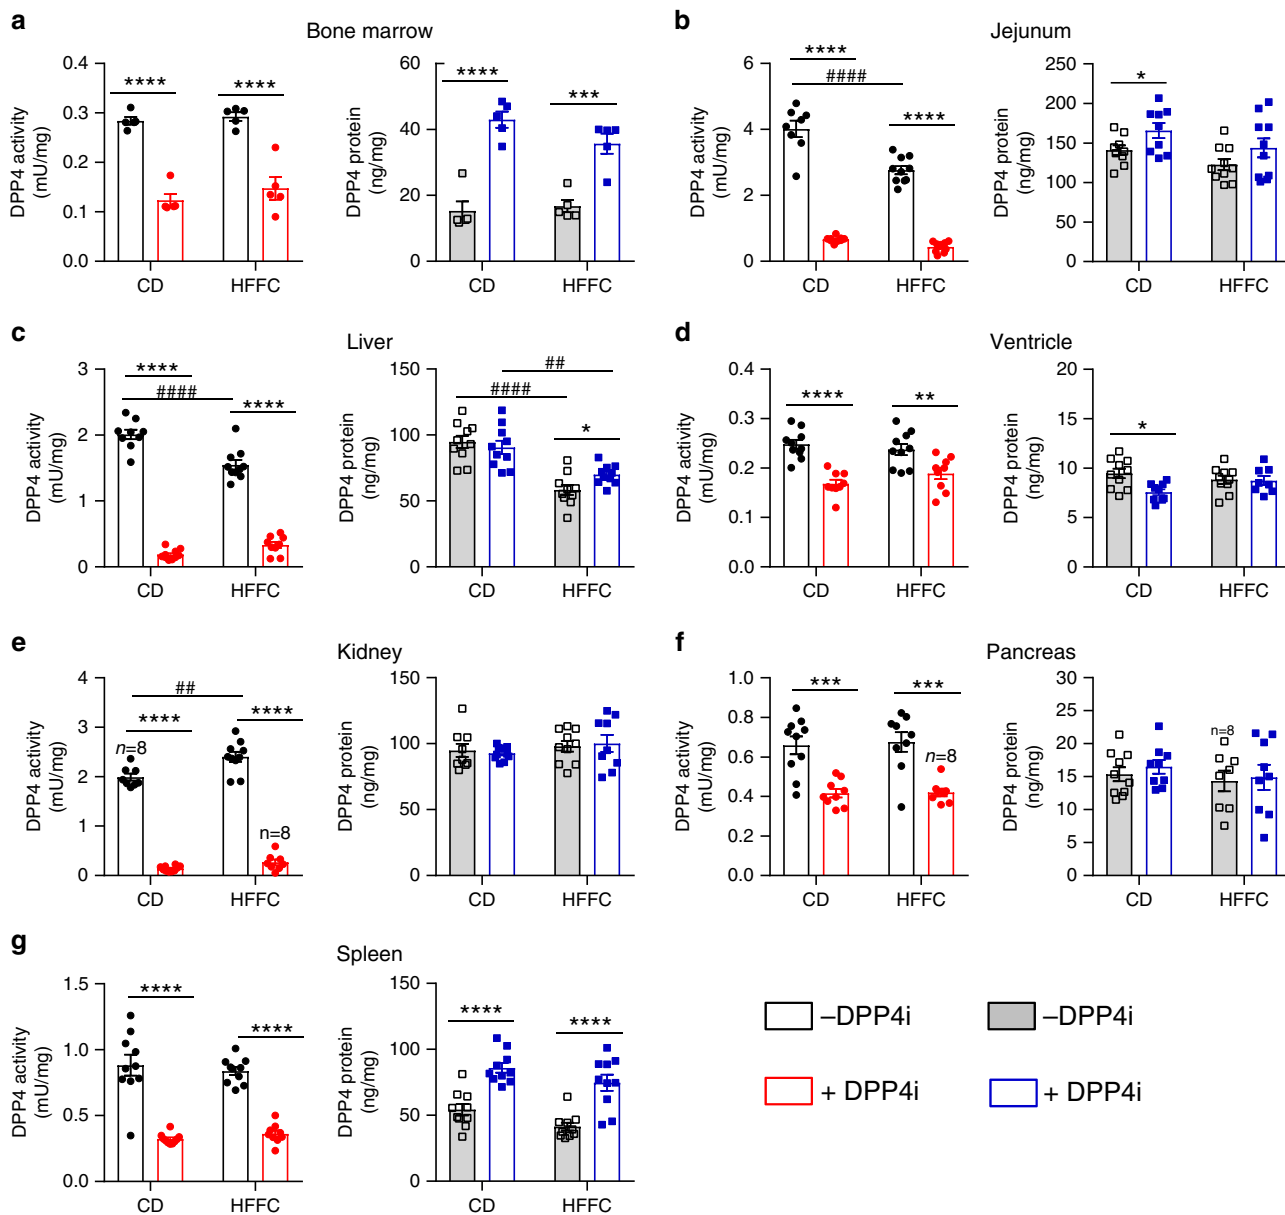 a
Bone marrow
DPP4 activity
(mU/mg)
0.4
0.3
0.2
0.1
0.0
****
****
CD
HFFC
DPP4 protein
(ng/mg)
60
40
20
0
****
***
CD
HFFC
b
Jejunum
DPP4 activity
(mU/mg)
6
4
2
0
****
####
****
CD
HFFC
DPP4 protein
(ng/mg)
250
200
150
100
50
0
*
CD
HFFC
c
Liver
DPP4 activity
(mU/mg)
3
2
1
0
****
####
****
CD
HFFC
DPP4 protein
(ng/mg)
150
100
50
0
##
####
*
CD
HFFC
d
Ventricle
DPP4 activity
(mU/mg)
0.4
0.3
0.2
0.1
0.0
****
**
CD
HFFC
DPP4 protein
(ng/mg)
20
15
10
5
0
*
CD
HFFC
e
Kidney
DPP4 activity
(mU/mg)
4
3
2
1
0
##
****
****
n=8
n=8
CD
HFFC
DPP4 protein
(ng/mg)
150
100
50
0
CD
HFFC
f
Pancreas
DPP4 activity
(mU/mg)
1.0
0.8
0.6
0.4
0.2
0.0
***
***
n=8
CD
HFFC
DPP4 protein
(ng/mg)
30
25
20
15
10
5
0
n=8
CD
HFFC
g
Spleen
DPP4 activity
(mU/mg)
1.5
1.0
0.5
0.0
****
****
CD
HFFC
DPP4 protein
(ng/mg)
150
100
50
0
****
****
CD
HFFC
–DPP4i
–DPP4i
+ DPP4i
+ DPP4i